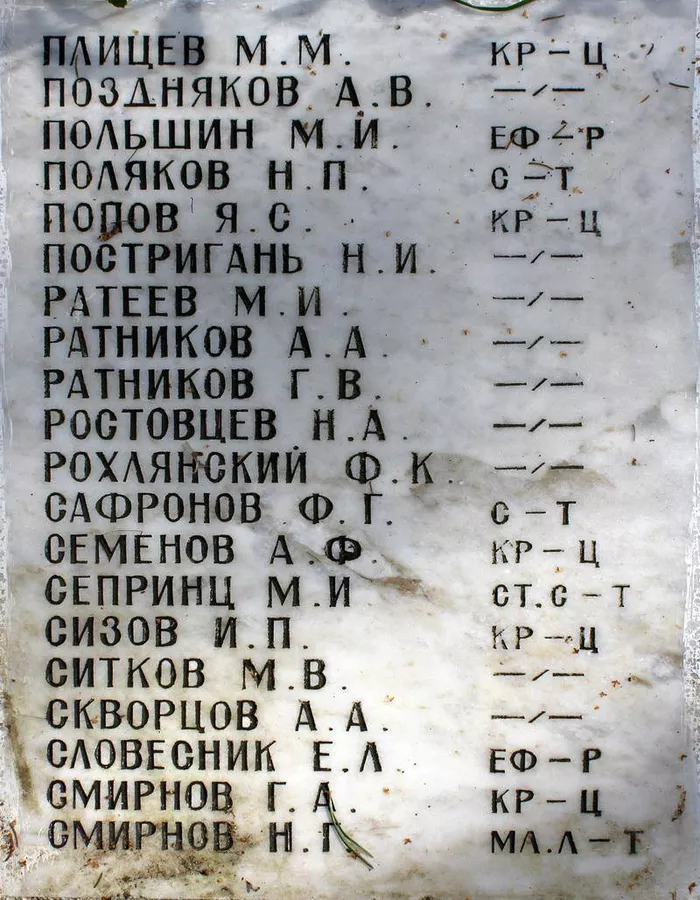 ПЛИЦЕВ М.М. КР-Ц
ПОЗДНЯКОВ А.В. —/—
ПОЛЬШИН М.И. ЕФ-Р
ПОЛЯКОВ Н.П. С-Т
ПОПОВ Я.С. КР-Ц
ПОСТРИГАНЬ Н.И. —/—
РАТЕЕВ М.И. —/—
РАТНИКОВ А.А. —/—
РАТНИКОВ Г.В. —/—
РОСТОВЦЕВ Н.А. —/—
РОХЛЯНСКИЙ Ф.К. —/—
САФРОНОВ Ф.Г. С-Т
СЕМЕНОВ А.Ф. КР-Ц
СЕПРИНЦ М.И СТ.С-Т
СИЗОВ И.П. КР-Ц
СИТКОВ М.В. —/—
СКВОРЦОВ А.А. —/—
СЛОВЕСНИК Е.Л ЕФ-Р
СМИРНОВ Г.А. КР-Ц
СМИРНОВ Н.Г МЛ.Л-Т